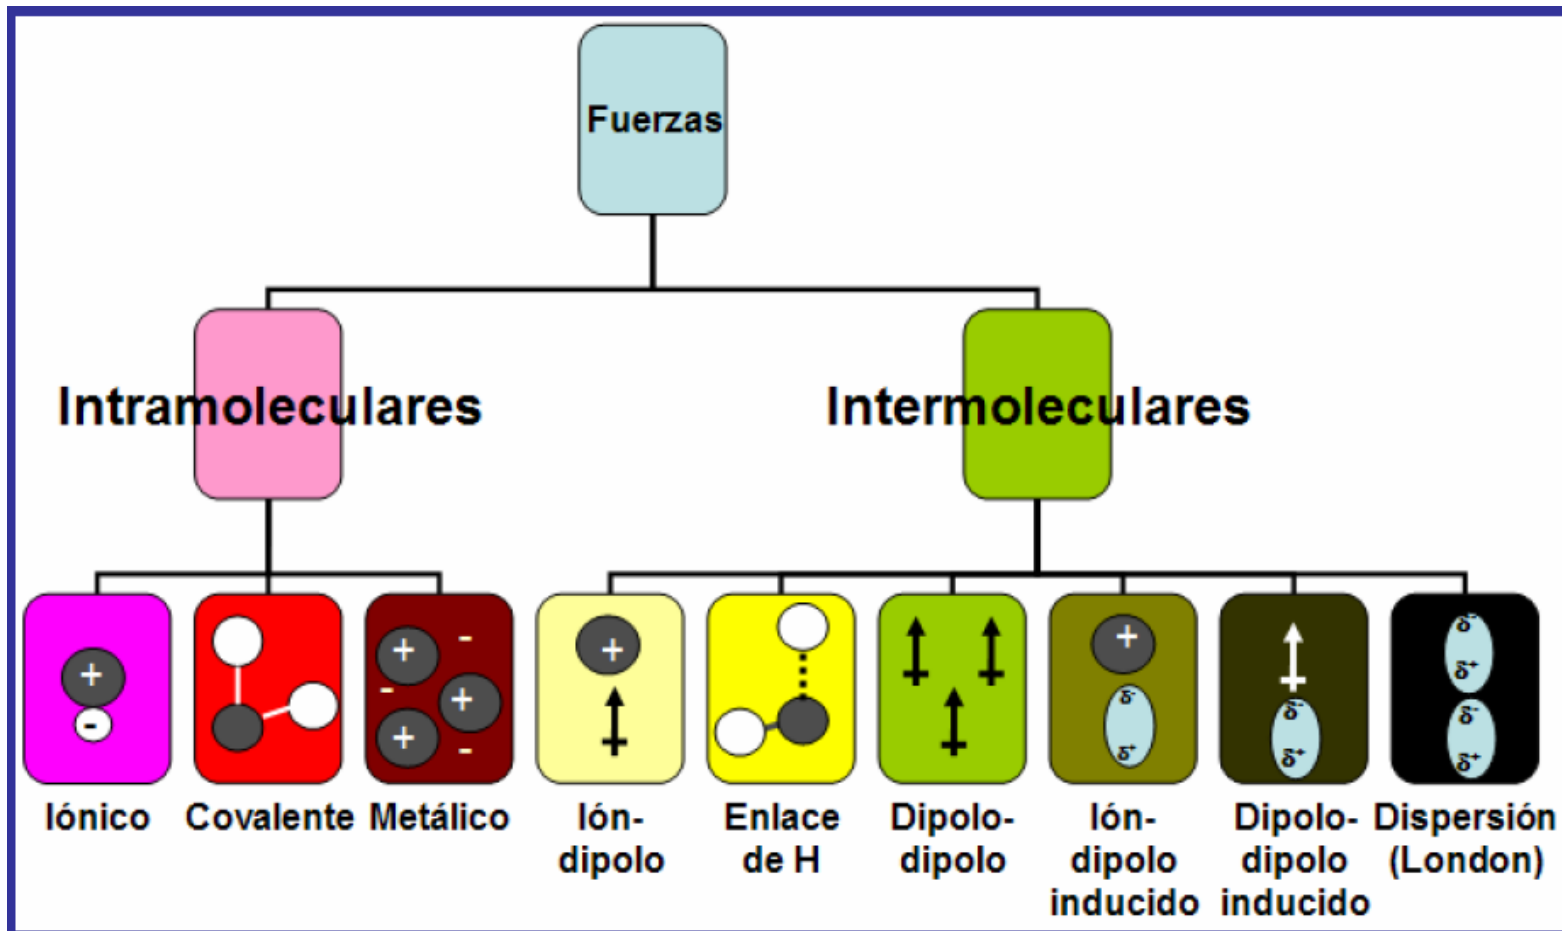 Fuerzas
Intramoleculares
Intermoleculares
+
-
+
-
-
+
+
-
+
+
δ-
δ+
δ-
δ+
δ-
δ+
δ-
δ+
Iónico
Covalente
Metálico
Ión-
dipolo
Enlace
de H
Dipolo-
dipolo
Ión-
dipolo
inducido
Dipolo-
dipolo
inducido
Dispersión
(London)